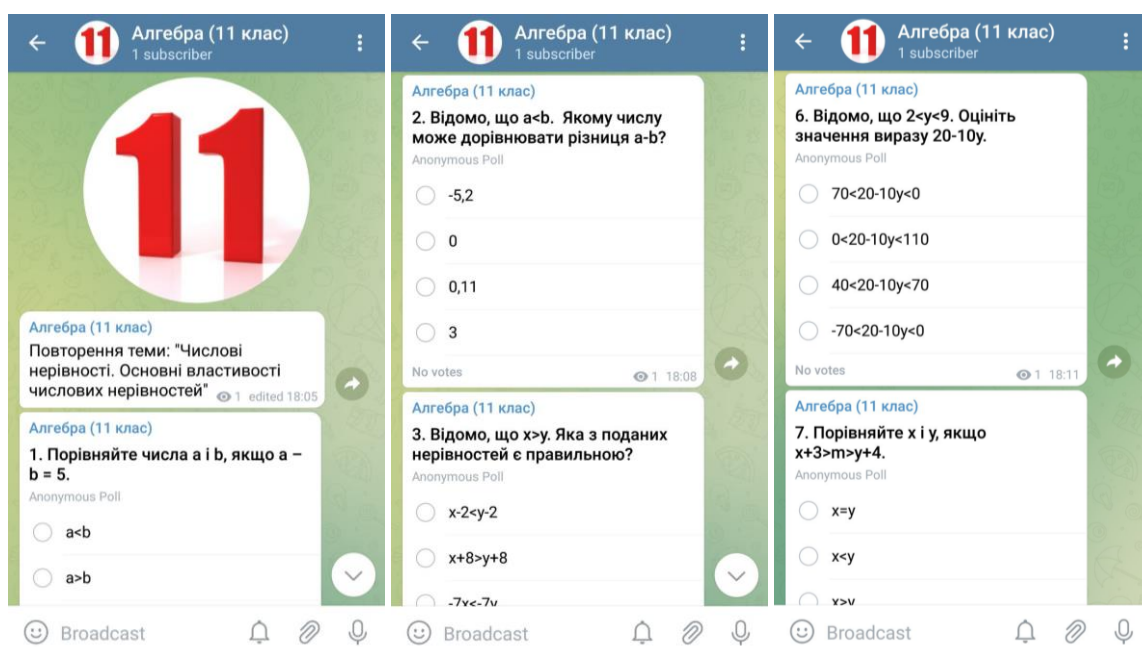 11
Алгебра (11 клас)
1 subscriber
11
Алгебра (11 клас)
Повторення теми: "Числові
нерівності. Основні властивості
числових нерівностей" 1 edited 18:05
Алгебра (11 клас)
1. Порівняйте числа a і b, якщо a –
b = 5.
Anonymous Poll
a<b
a>b
Broadcast
11
Алгебра (11 клас)
1 subscriber
Алгебра (11 клас)
2. Відомо, що a<b. Якому числу
може дорівнювати різниця a-b?
Anonymous Poll
-5,2
0
0,11
3
No votes 1 18:08
Алгебра (11 клас)
3. Відомо, що x>y. Яка з поданих
нерівностей є правильною?
Anonymous Poll
x-2<y-2
x+8>y+8
-7x<-7y
Broadcast
11
Алгебра (11 клас)
1 subscriber
Алгебра (11 клас)
6. Відомо, що 2<y<9. Оцініть
значення виразу 20-10y.
Anonymous Poll
70<20-10y<0
0<20-10y<110
40<20-10y<70
-70<20-10y<0
No votes 1 18:11
Алгебра (11 клас)
7. Порівняйте x і y, якщо
x+3>m>y+4.
Anonymous Poll
x=y
x<y
x>y
Broadcast